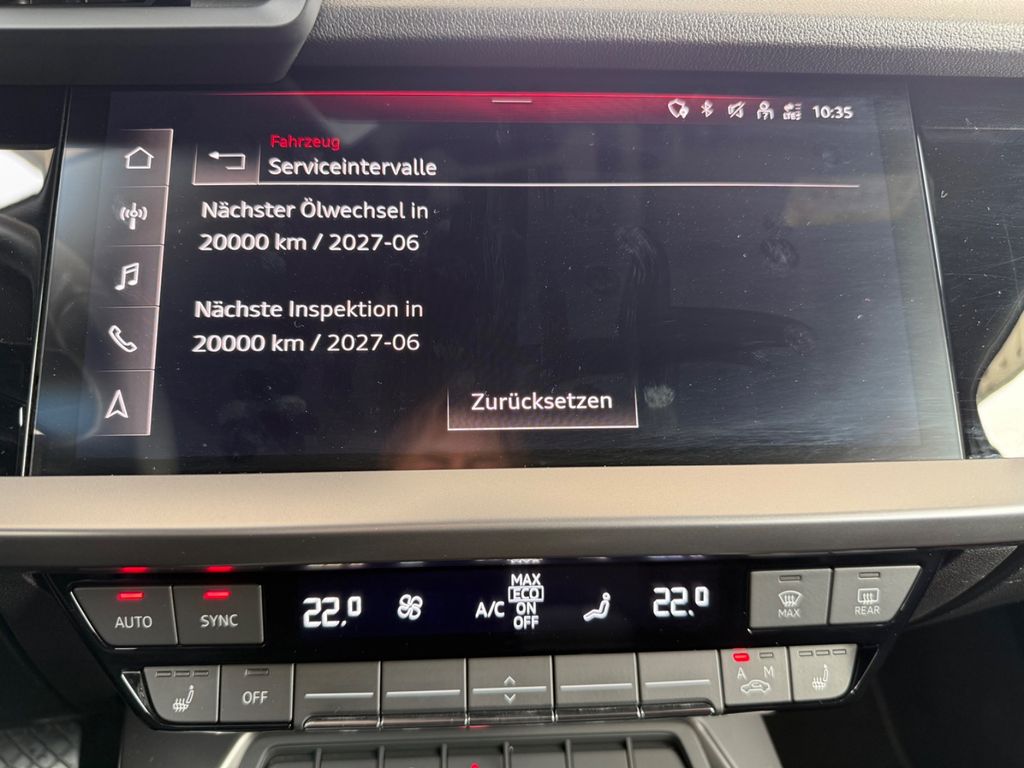 10:35
Fahrzeug
Serviceintervalle
Nächster Ölwechsel in
20000 km / 2027-06
Nächste Inspektion in
20000 km / 2027-06
Zurücksetzen
AUTO
SYNC
22.0
A/C
MAX
ECO
ON
OFF
22.0
MAX
REAR
OFF
A M